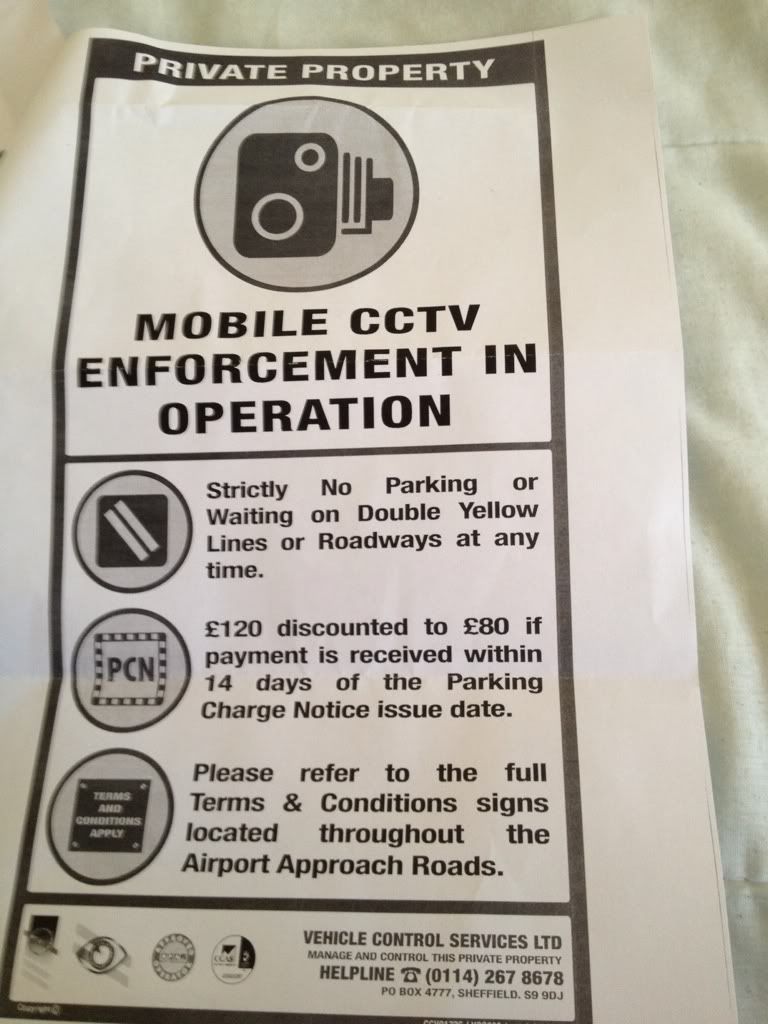 PRIVATE PROPERTY
MOBILE CCTV
ENFORCEMENT IN
OPERATION
Strictly No Parking or
Waiting on Double Yellow
Lines or Roadways at any
time.
£120 discounted to £80 if
payment is received within
14 days of the Parking
Charge Notice issue date.
PCN
Please refer to the full
Terms & Conditions signs
located throughout the
Airport Approach Roads.
TERMS
AND
CONDITIONS
APPLY
VEHICLE CONTROL SERVICES LTD
MANAGE AND CONTROL THIS PRIVATE PROPERTY
HELPLINE ☎ (0114) 267 8678
PO BOX 4777, SHEFFIELD. S9 9DJ
Copyright ©